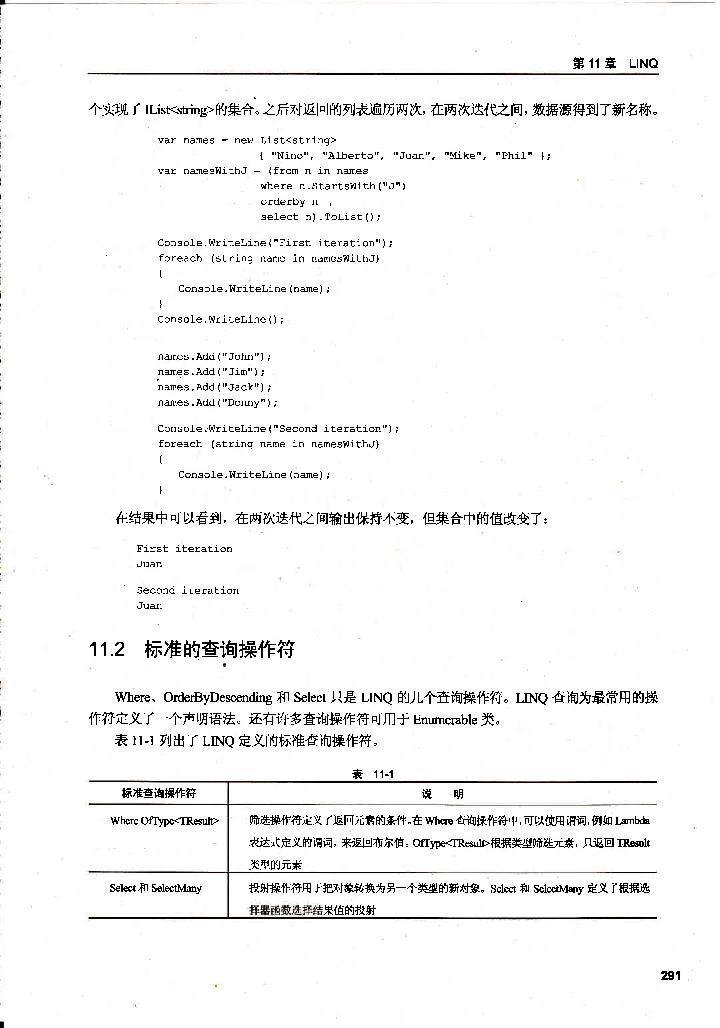 第 11 章 LINQ
个实现了 IList<string>的集合。之后对返回的列表遍历两次，在两次迭代之间，数据源得到了新名称。
var names = new List<string>
{ "Nino", "Alberto", "Juan", "Mike", "Phil" };
var namesWithJ = (from n in names
where n.StartsWith("J")
orderby n
select n).ToList();
Console.WriteLine("First iteration");
foreach (string name in namesWithJ)
{
Console.WriteLine(name);
}
Console.WriteLine();
names.Add("John");
names.Add("Jim");
names.Add("Jack");
names.Add("Denny");
Console.WriteLine("Second iteration");
foreach (string name in namesWithJ)
{
Console.WriteLine(name);
}
在结果中可以看到，在两次迭代之间输出保持不变，但集合中的值改变了：
First iteration
Juan
Second iteration
Juan
11.2 标准的查询操作符
Where、OrderByDescending 和 Select 只是 LINQ 的几个查询操作符。LINQ 查询为最常用的操
作符定义了一个声明语法。还有许多查询操作符可用于 Enumerable 类。
表 11-1 列出了 LINQ 定义的标准查询操作符。
表 11-1
标准查询操作符 说 明
Where OfType<TResult> 筛选操作符定义了返回元素的条件。在 Where 查询操作符中，可以使用谓词，例如 Lambda
表达式定义的谓词，来返回布尔值。OfType<TResult>根据类型筛选元素，只返回 TResult
类型的元素
Select 和 SelectMany 投射操作符用于把对象转换为另一个类型的新对象。Select 和 SelectMany 定义了根据选
择器函数选择结果值的投射
291